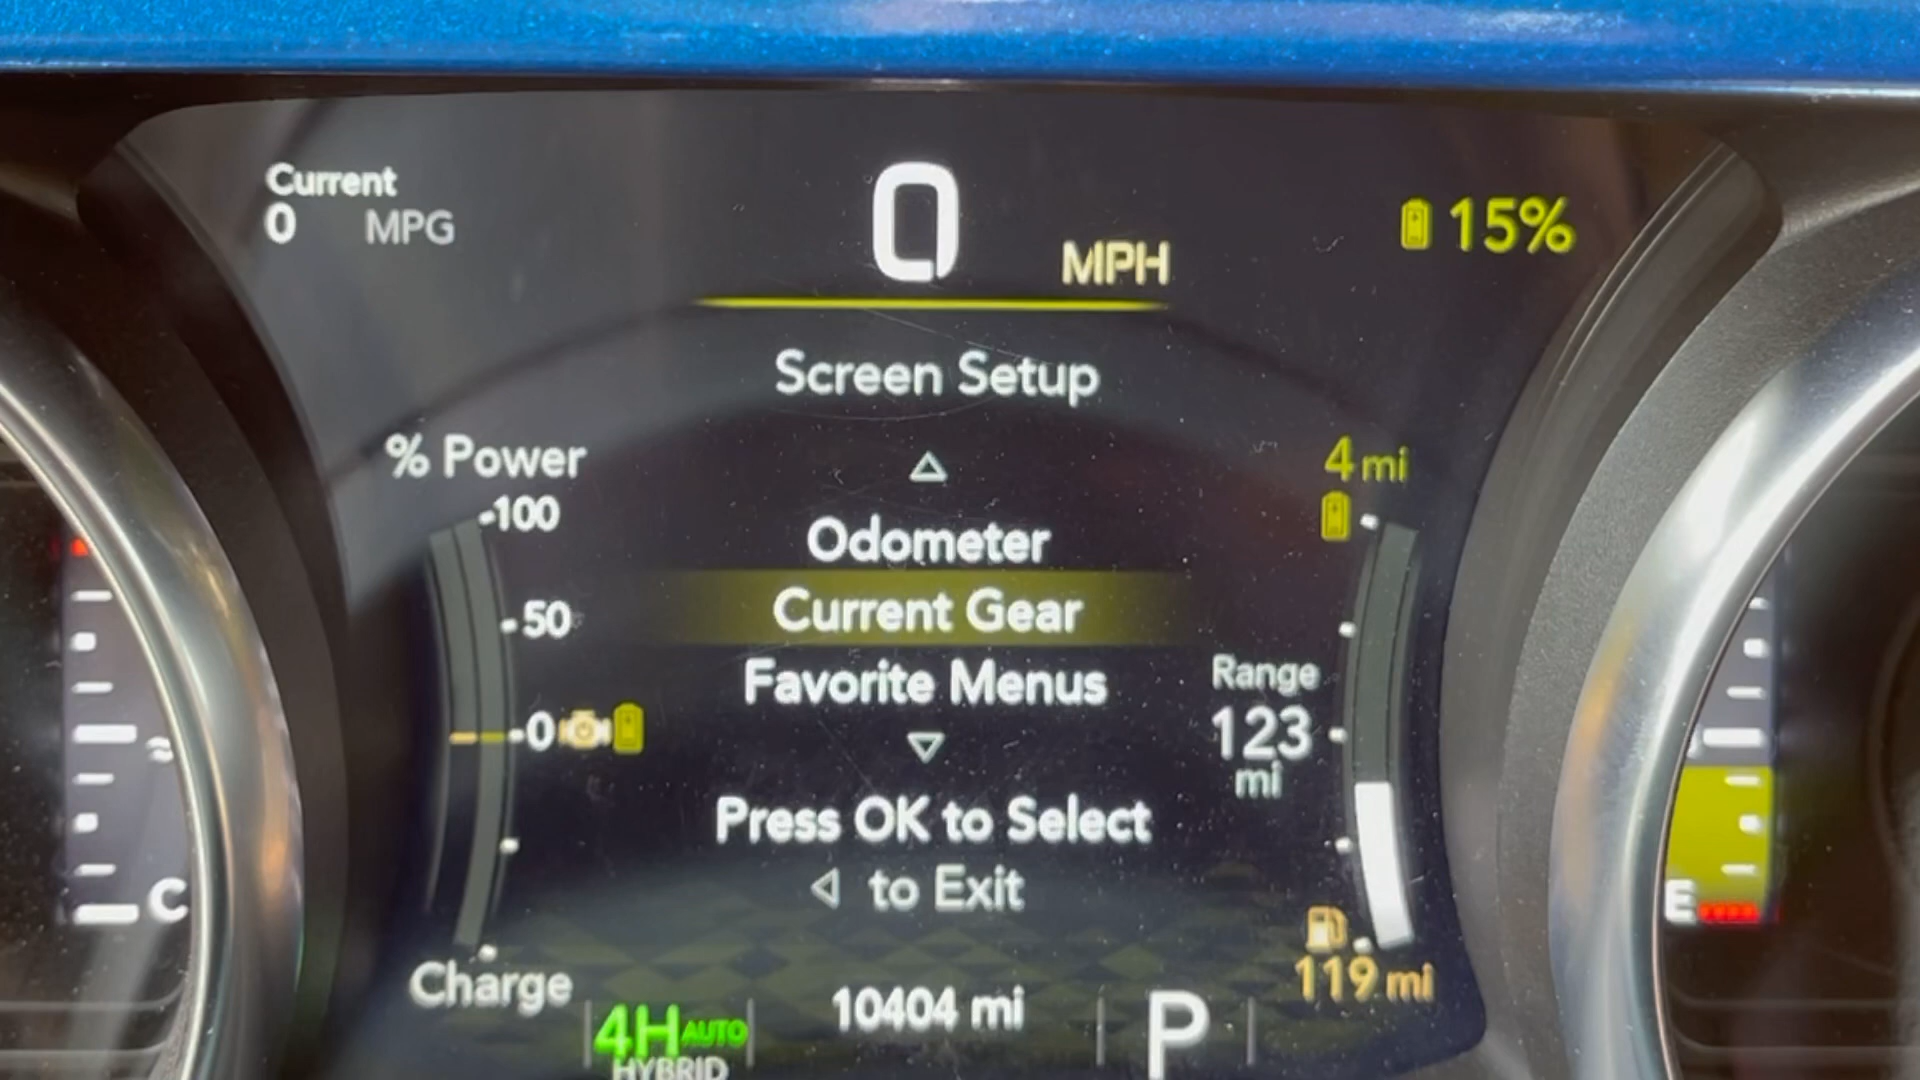 Current
0 MPG
0 MPH
15%
Screen Setup
% Power
4 mi
-100
Odometer
-50
Current Gear
Favorite Menus
Range
-0
123
mi
Press OK to Select
C
to Exit
E
Charge
119 mi
4H AUTO
HYBRID
10404 mi
P